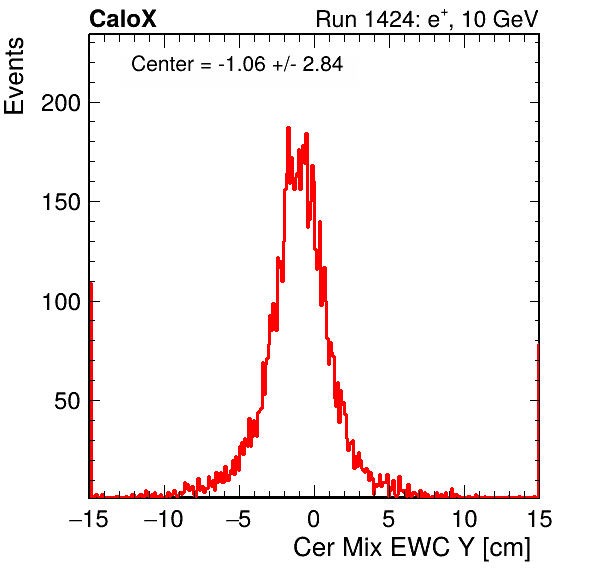 CaloX Run 1424: e⁺, 10 GeV
Center = -1.06 +/- 2.84
Events
200
150
100
50
−15 −10 −5 0 5 10 15
Cer Mix EWC Y [cm]